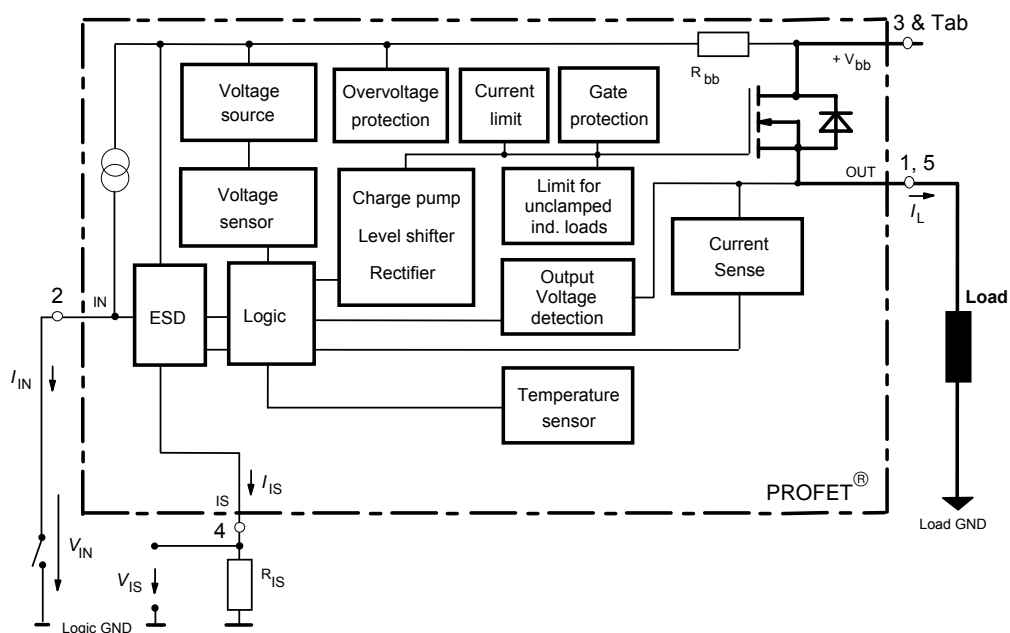 3 & Tab
R bb
+ V bb
Voltage
source
Overvoltage
protection
Current
limit
Gate
protection
Voltage
sensor
Charge pump
Level shifter
Rectifier
Limit for
unclamped
ind. loads
OUT
1, 5
I L
Current
Sense
2
IN
ESD
Logic
Output
Voltage
detection
Load
I IN
Temperature
sensor
I IS
IS
PROFET®
4
Load GND
V IN
V IS
R IS
Logic GND